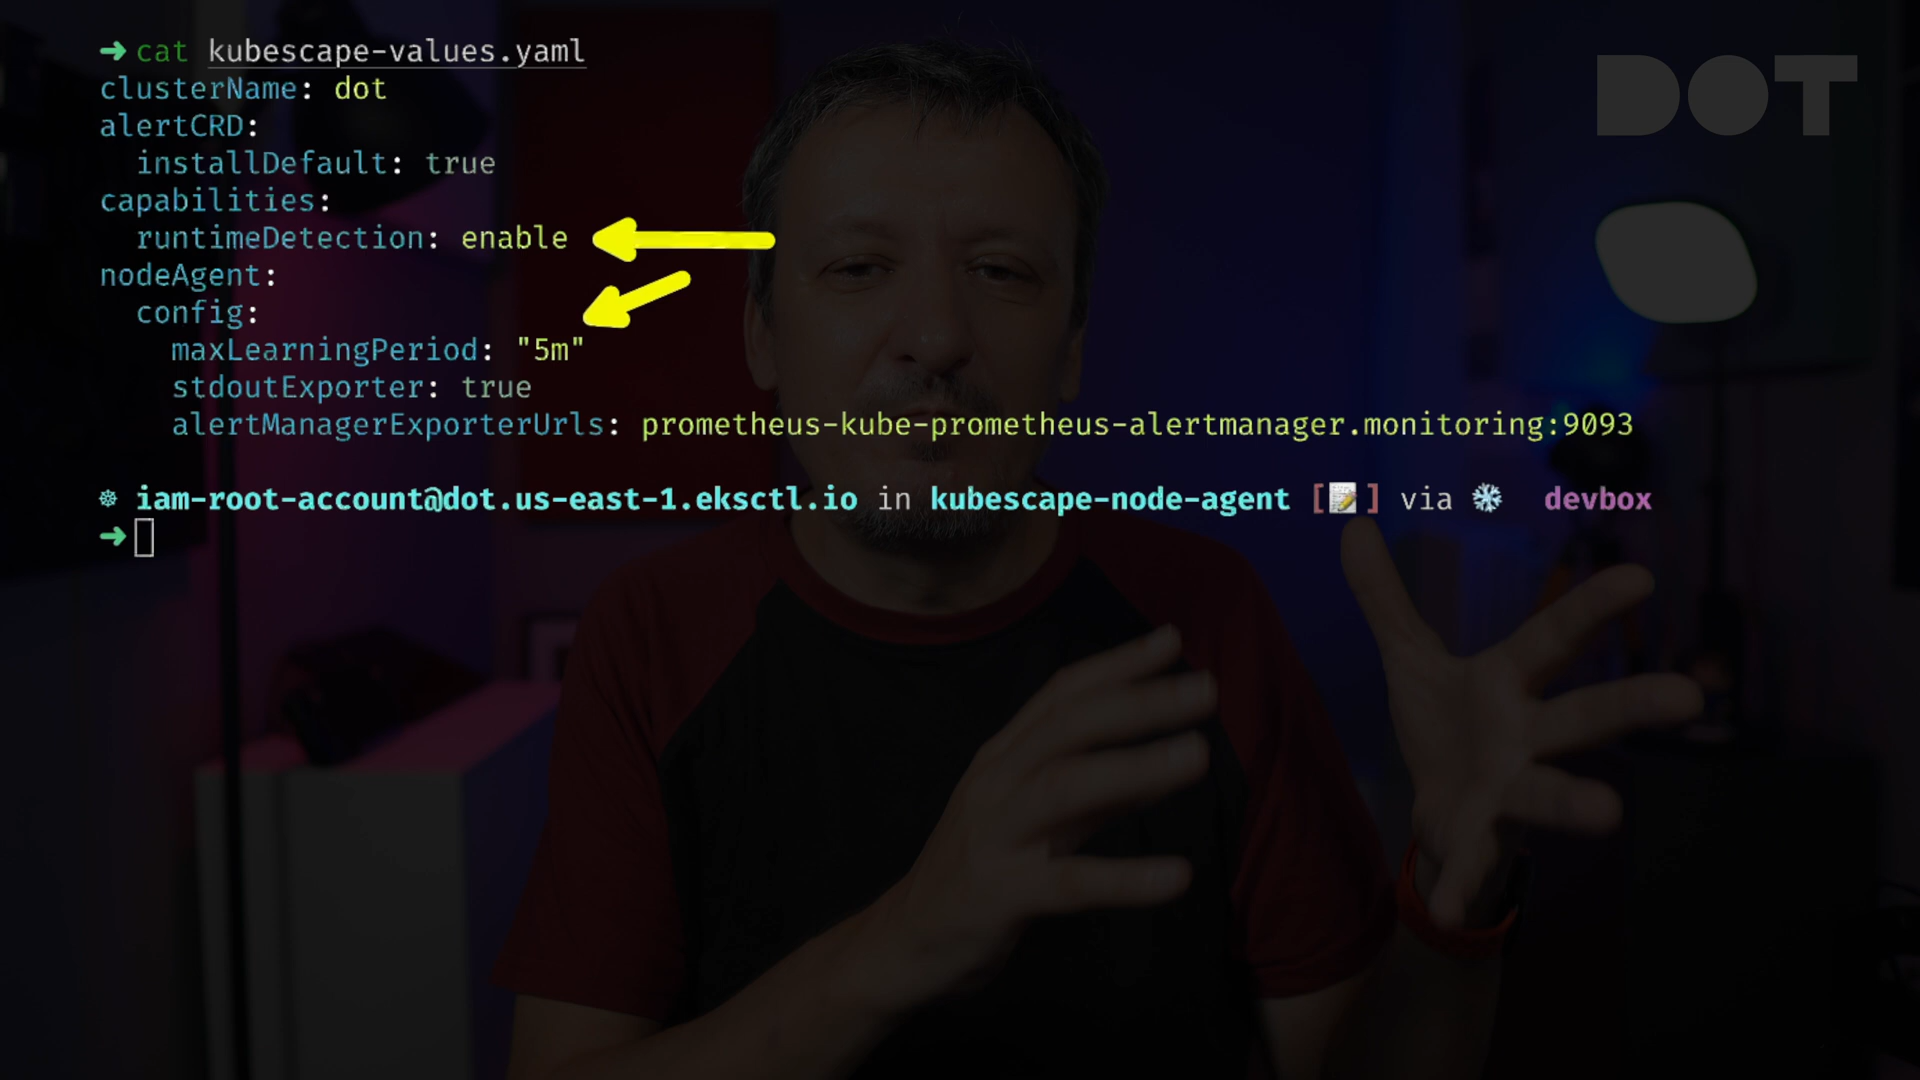 ➜ cat kubescape-values.yaml
DOT
clusterName: dot
alertCRD:
  installDefault: true
capabilities:
  runtimeDetection: enable
nodeAgent:
  config:
    maxLearningPeriod: "5m"
    stdoutExporter: true
    alertManagerExporterUrls: prometheus-kube-prometheus-alertmanager.monitoring:9093
☸ iam-root-account@dot.us-east-1.eksctl.io in kubescape-node-agent [📝] via ❄ devbox
➜